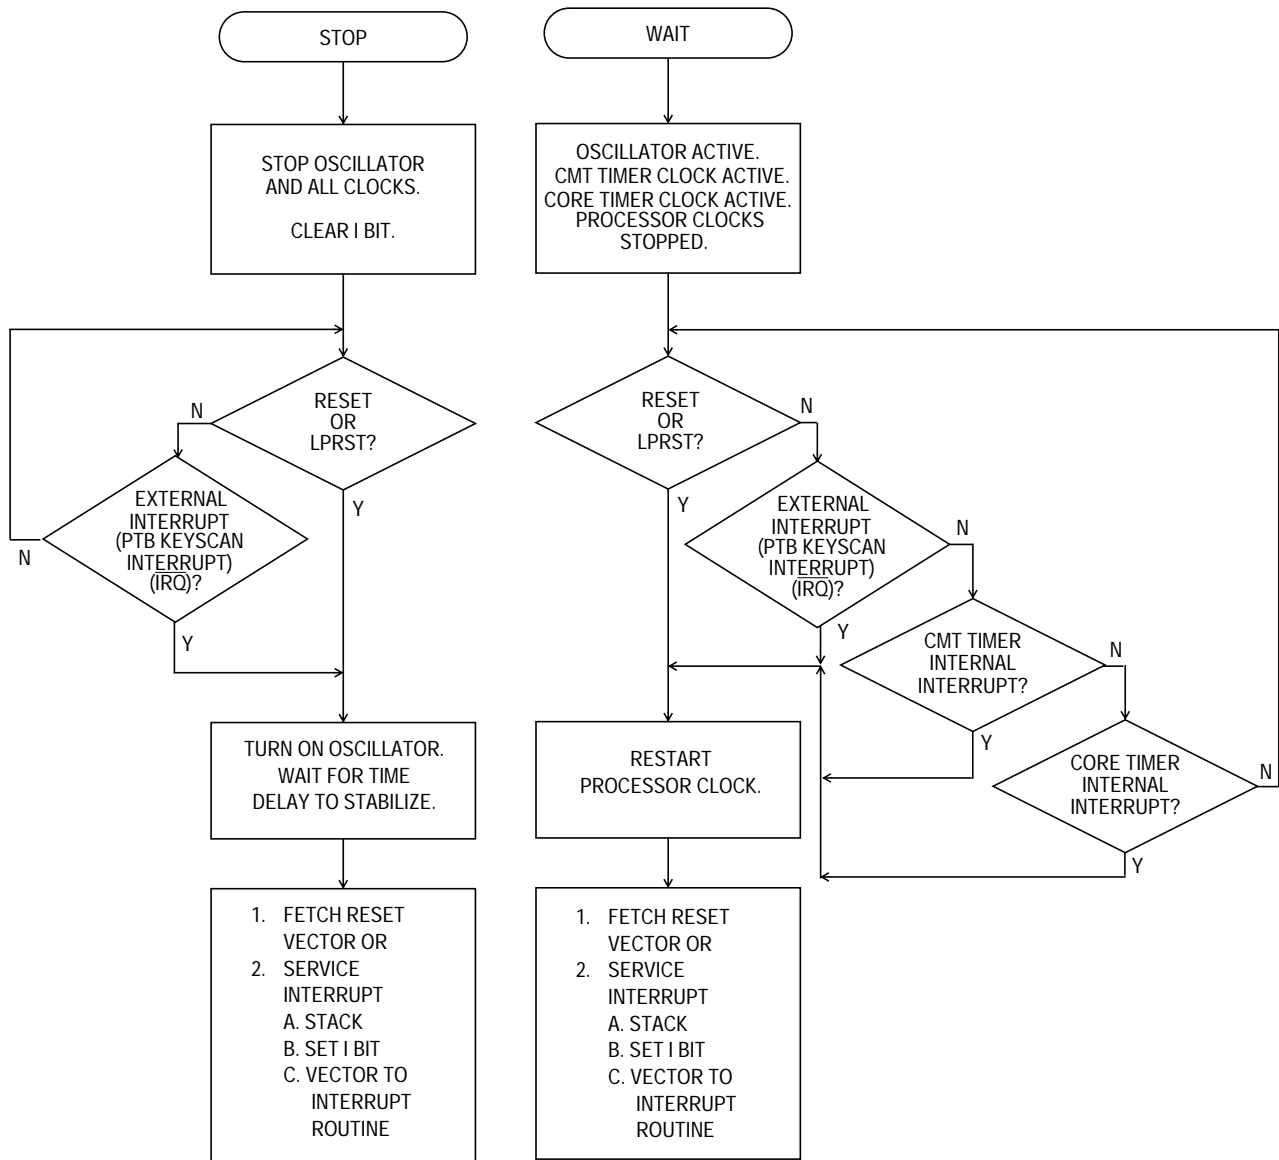 STOP
STOP OSCILLATOR
AND ALL CLOCKS.
CLEAR I BIT.
RESET
OR
LPRST?
N
Y
EXTERNAL
INTERRUPT
(PTB KEYSCAN
INTERRUPT)
(IRQ)?
N
Y
TURN ON OSCILLATOR.
WAIT FOR TIME
DELAY TO STABILIZE.
1. FETCH RESET
VECTOR OR
2. SERVICE
INTERRUPT
A. STACK
B. SET I BIT
C. VECTOR TO
INTERRUPT
ROUTINE
WAIT
OSCILLATOR ACTIVE.
CMT TIMER CLOCK ACTIVE.
CORE TIMER CLOCK ACTIVE.
PROCESSOR CLOCKS
STOPPED.
RESET
OR
LPRST?
N
Y
EXTERNAL
INTERRUPT
(PTB KEYSCAN
INTERRUPT)
(IRQ)?
N
Y
CMT TIMER
INTERNAL
INTERRUPT?
N
Y
CORE TIMER
INTERNAL
INTERRUPT?
N
Y
RESTART
PROCESSOR CLOCK.
1. FETCH RESET
VECTOR OR
2. SERVICE
INTERRUPT
A. STACK
B. SET I BIT
C. VECTOR TO
INTERRUPT
ROUTINE